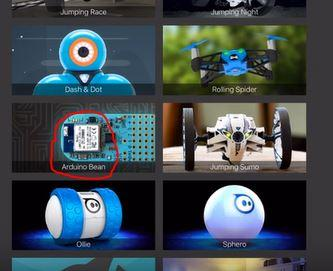 Jumping Race
Jumping Night
Dash & Dot
Rolling Spider
Arduino Bean
Jumping Sumo
Ollie
Sphero